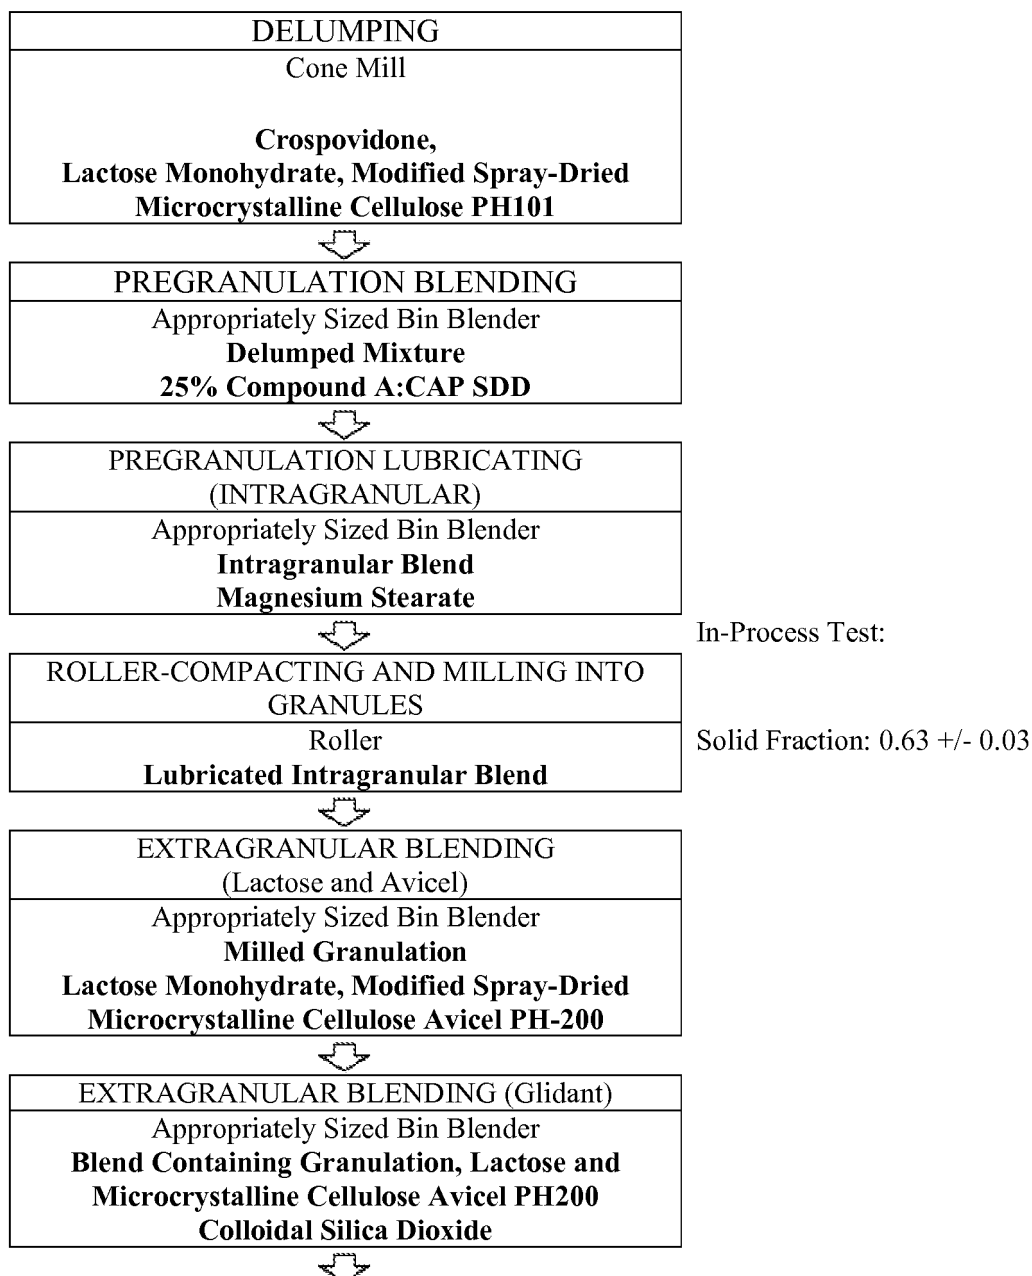 DELUMPING
Cone Mill
Crospovidone,
Lactose Monohydrate, Modified Spray-Dried
Microcrystalline Cellulose PH101
PREGRANULATION BLENDING
Appropriately Sized Bin Blender
Delumped Mixture
25% Compound A:CAP SDD
PREGRANULATION LUBRICATING
(INTRAGRANULAR)
Appropriately Sized Bin Blender
Intragranular Blend
Magnesium Stearate
In-Process Test:
ROLLER-COMPACTING AND MILLING INTO
GRANULES
Roller
Solid Fraction: 0.63 +/- 0.03
Lubricated Intragranular Blend
EXTRAGRANULAR BLENDING
(Lactose and Avicel)
Appropriately Sized Bin Blender
Milled Granulation
Lactose Monohydrate, Modified Spray-Dried
Microcrystalline Cellulose Avicel PH-200
EXTRAGRANULAR BLENDING (Glidant)
Appropriately Sized Bin Blender
Blend Containing Granulation, Lactose and
Microcrystalline Cellulose Avicel PH200
Colloidal Silica Dioxide